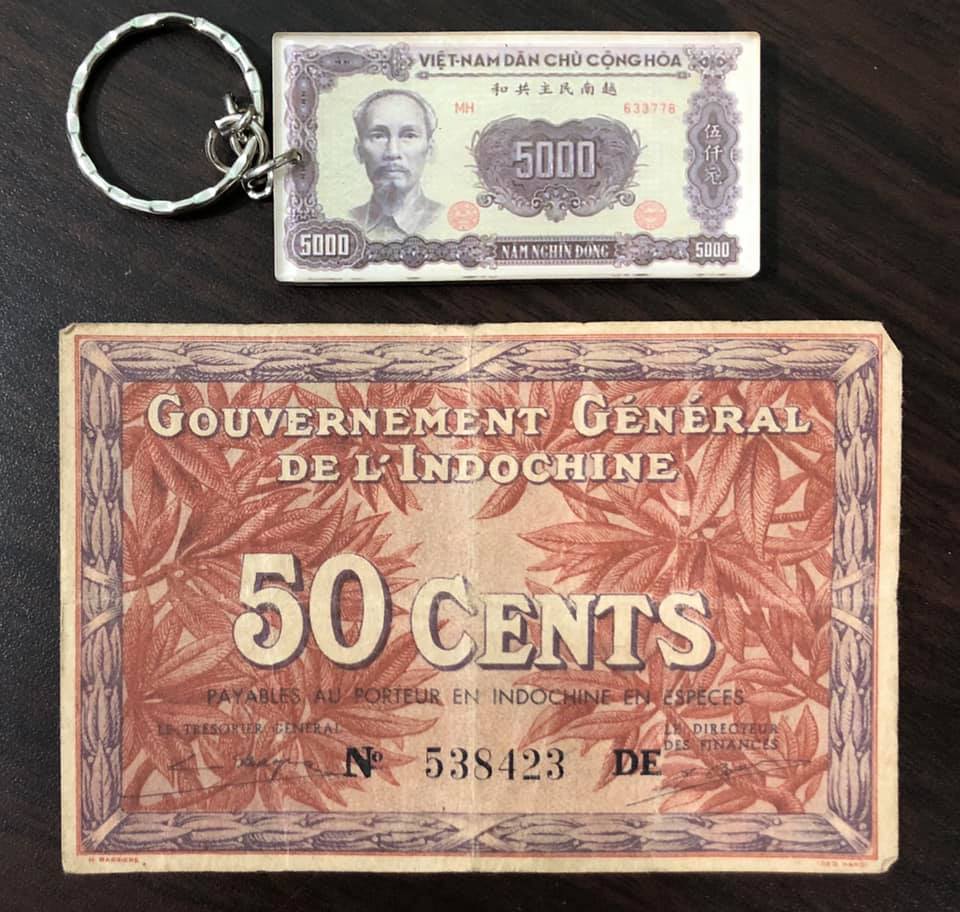 VIỆT-NAM DÂN CHỦ CỘNG HÒA
和共主民南越
MH 633778
伍仟元
5000
5000
NĂM NGHÌN ĐỒNG
5000
GOUVERNEMENT GÉNÉRAL
DE L'INDOCHINE
50 CENTS
PAYABLES AU PORTEUR EN INDOCHINE EN ESPÈCES
LE TRÉSORIER GÉNÉRAL
LE DIRECTEUR
DES FINANCES
Nº 538423 DE